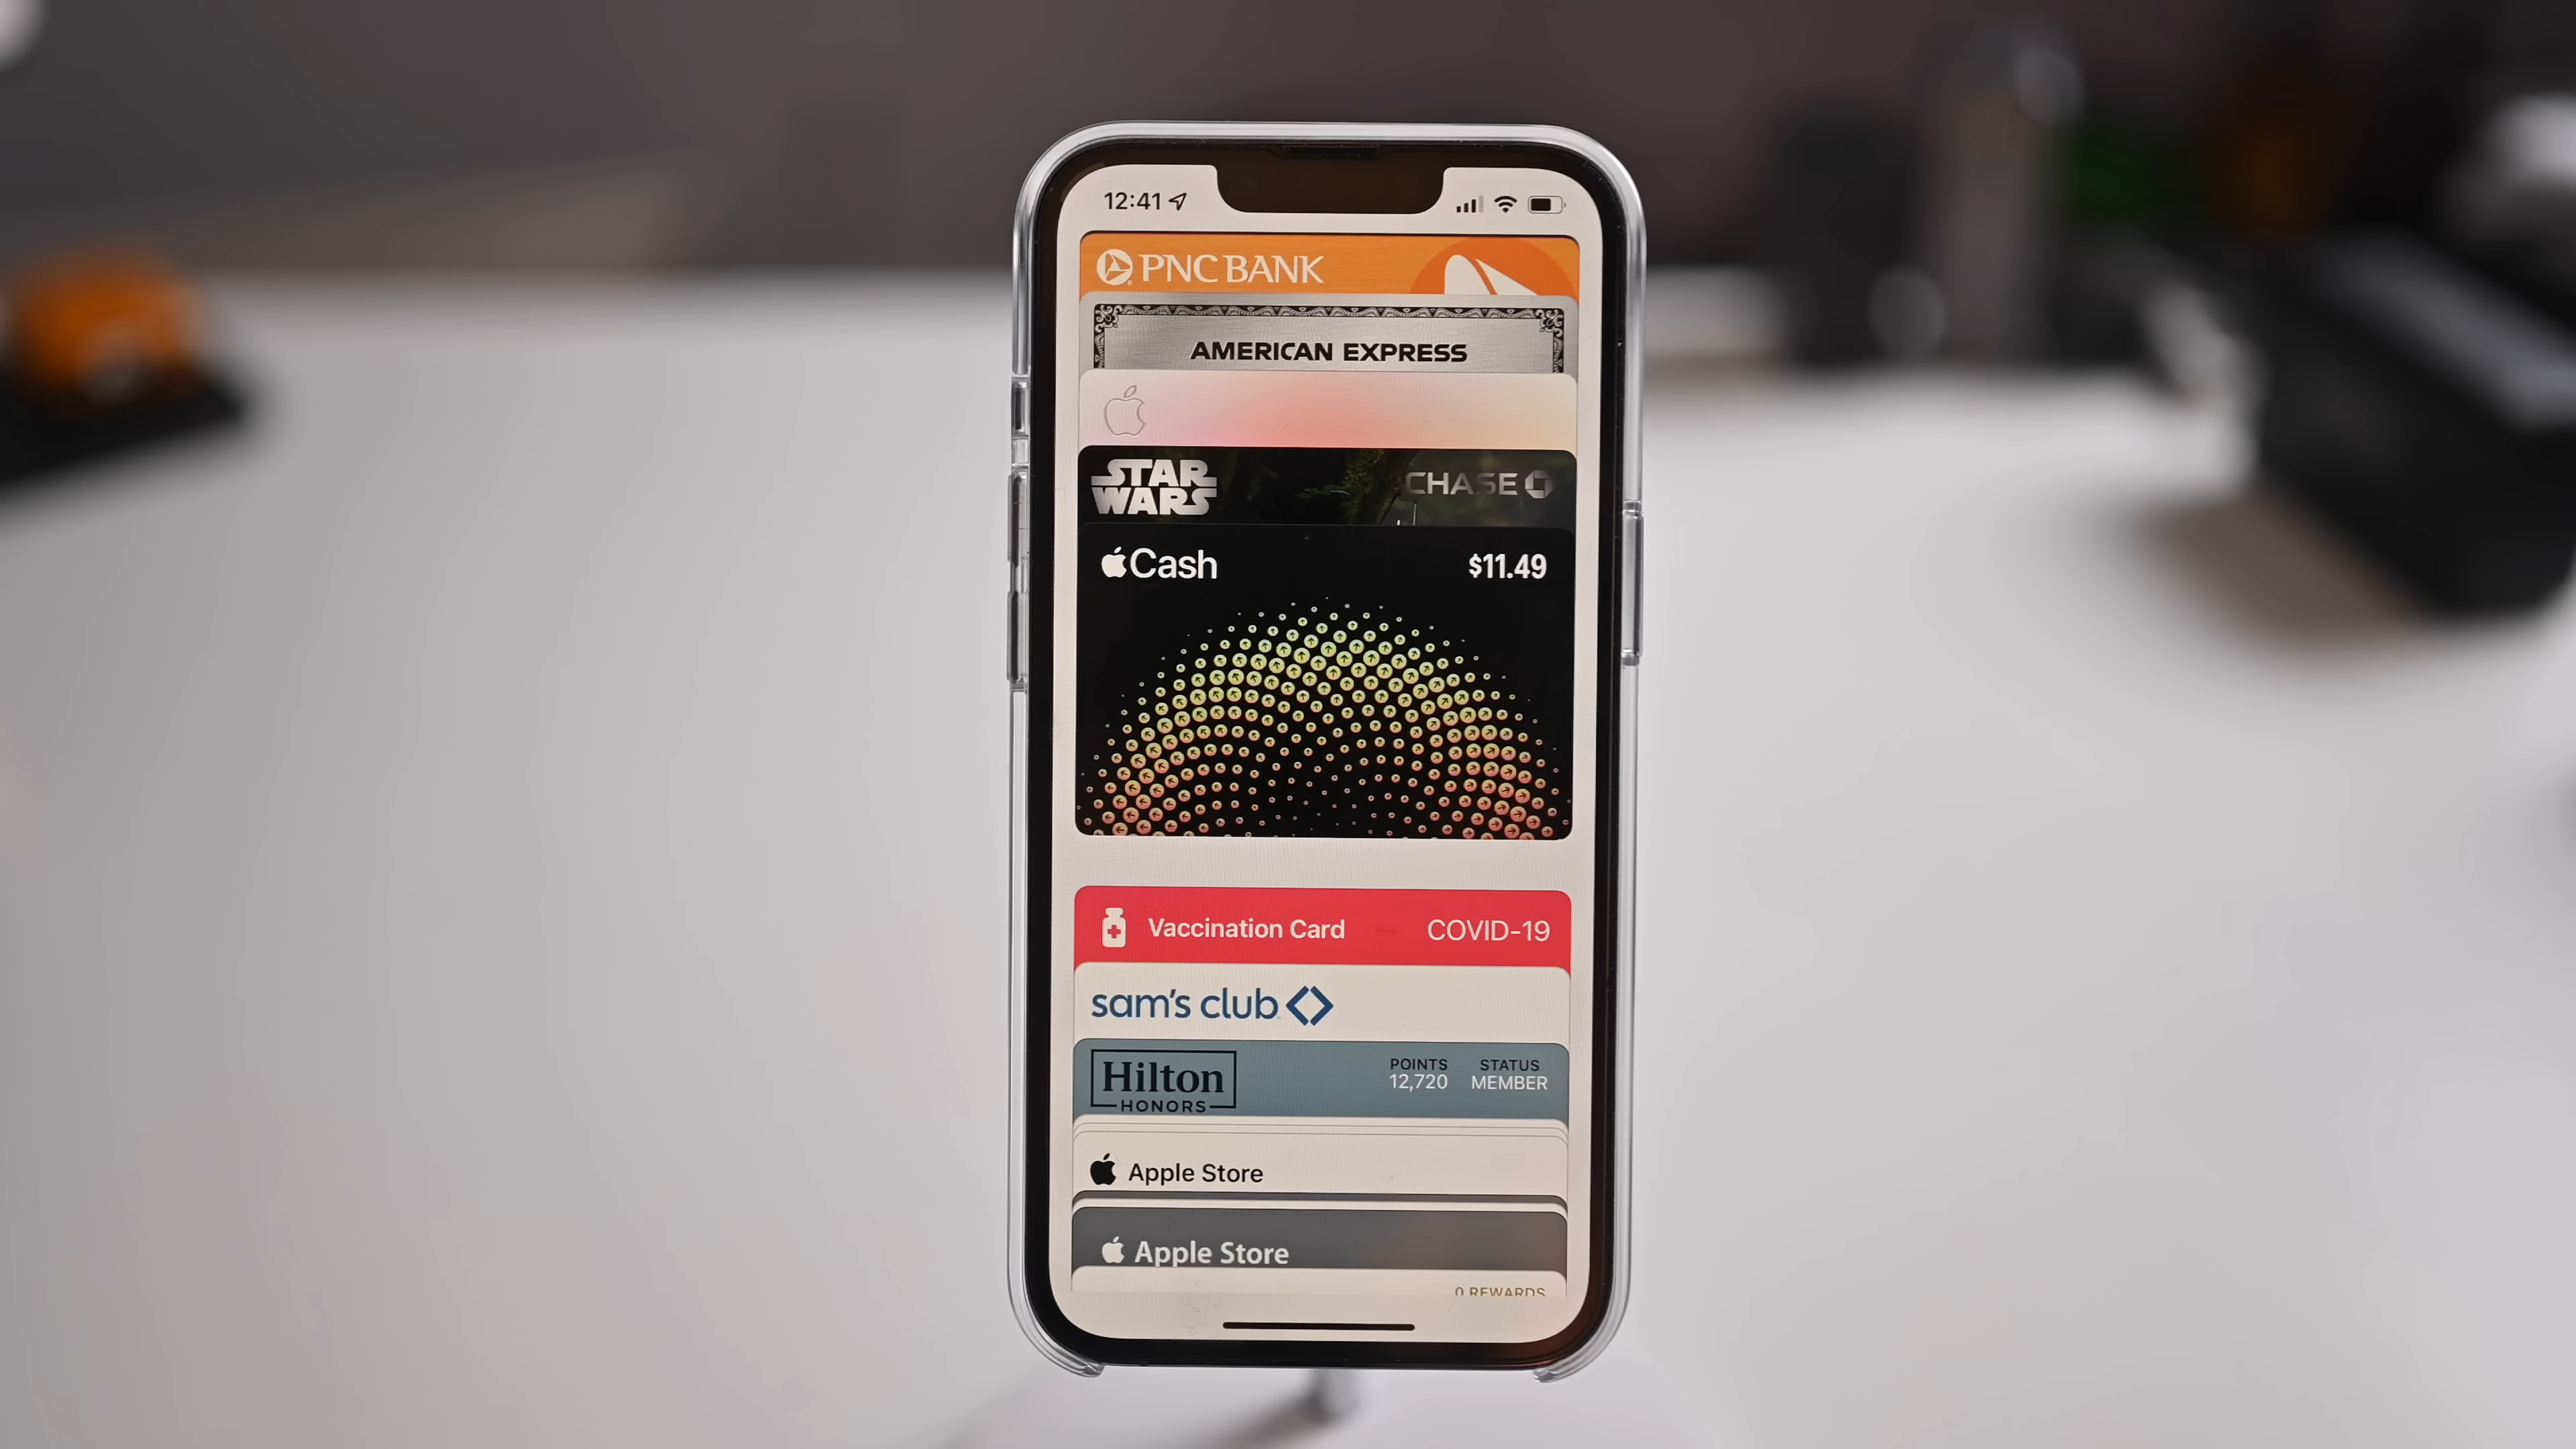 12:41
PNC BANK
AMERICAN EXPRESS
STAR WARS
CHASE
Cash
$11.49
Vaccination Card
COVID-19
sam's club
Hilton
HONORS
POINTS
12,720
STATUS
MEMBER
Apple Store
Apple Store
0 REWARDS